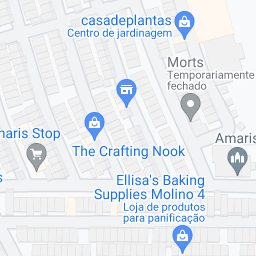 casadeplantas
Centro de jardinagem
Morts
Temporariamente
fechado
The Crafting Nook
naris Stop
Amaris
Ellisa's Baking
Supplies Molino 4
Loja de produtos
para panificação
s